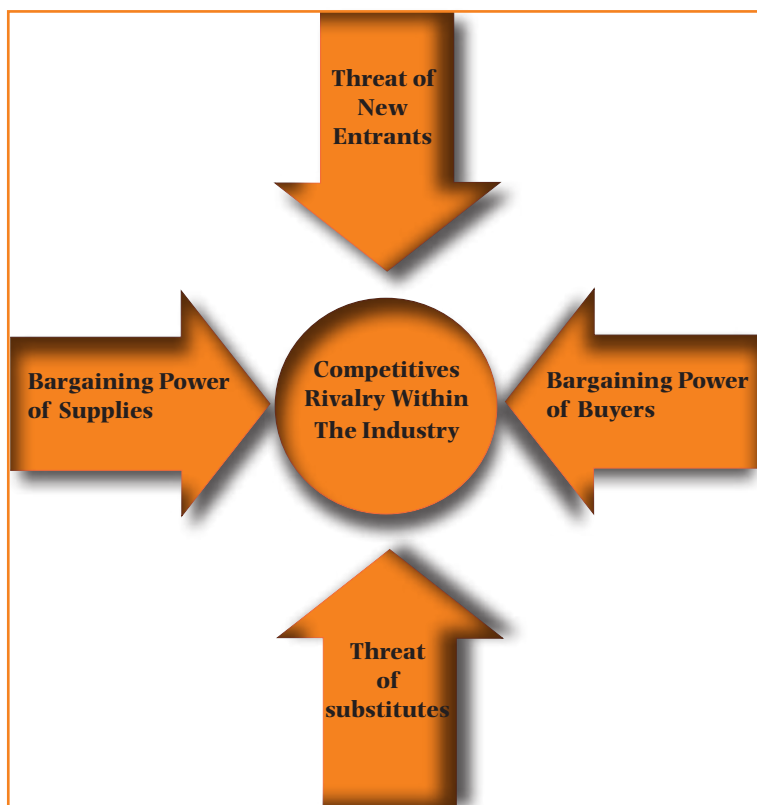 Threat of
New
Entrants
Bargaining Power
of Supplies
Competitives
Rivalry Within
The Industry
Bargaining Power
of Buyers
Threat
of
substitutes